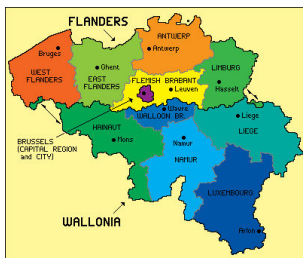 FLANDERS
ANTWERP
Antwerp
Bruges
WEST
FLANDERS
Ghent
EAST
FLANDERS
FLEMISH BRABANT
Leuven
LIMBURG
Hasselt
BRUSSELS
(CAPITAL REGION
and CITY)
Wavre
WALLOON BR.
HAINAUT
Mons
Liege
LIEGE
Namur
NAMUR
LUXEMBOURG
Arlon
WALLONIA